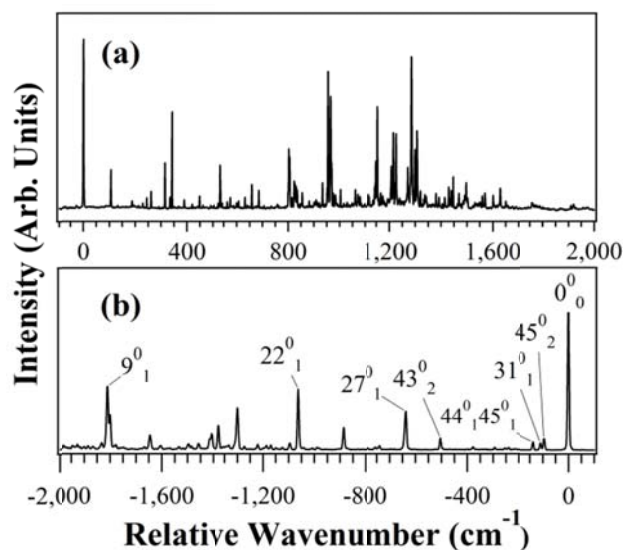 (a)
0 400 800 1,200 1,600 2,000
(b)
0⁰₀
45⁰₂
9⁰₁ 22⁰₁ 31⁰₁
27⁰₁ 43⁰₂ 44⁰₁45⁰₁
-2,000 -1,600 -1,200 -800 -400 0
Relative Wavenumber (cm⁻¹)
Intensity (Arb. Units)